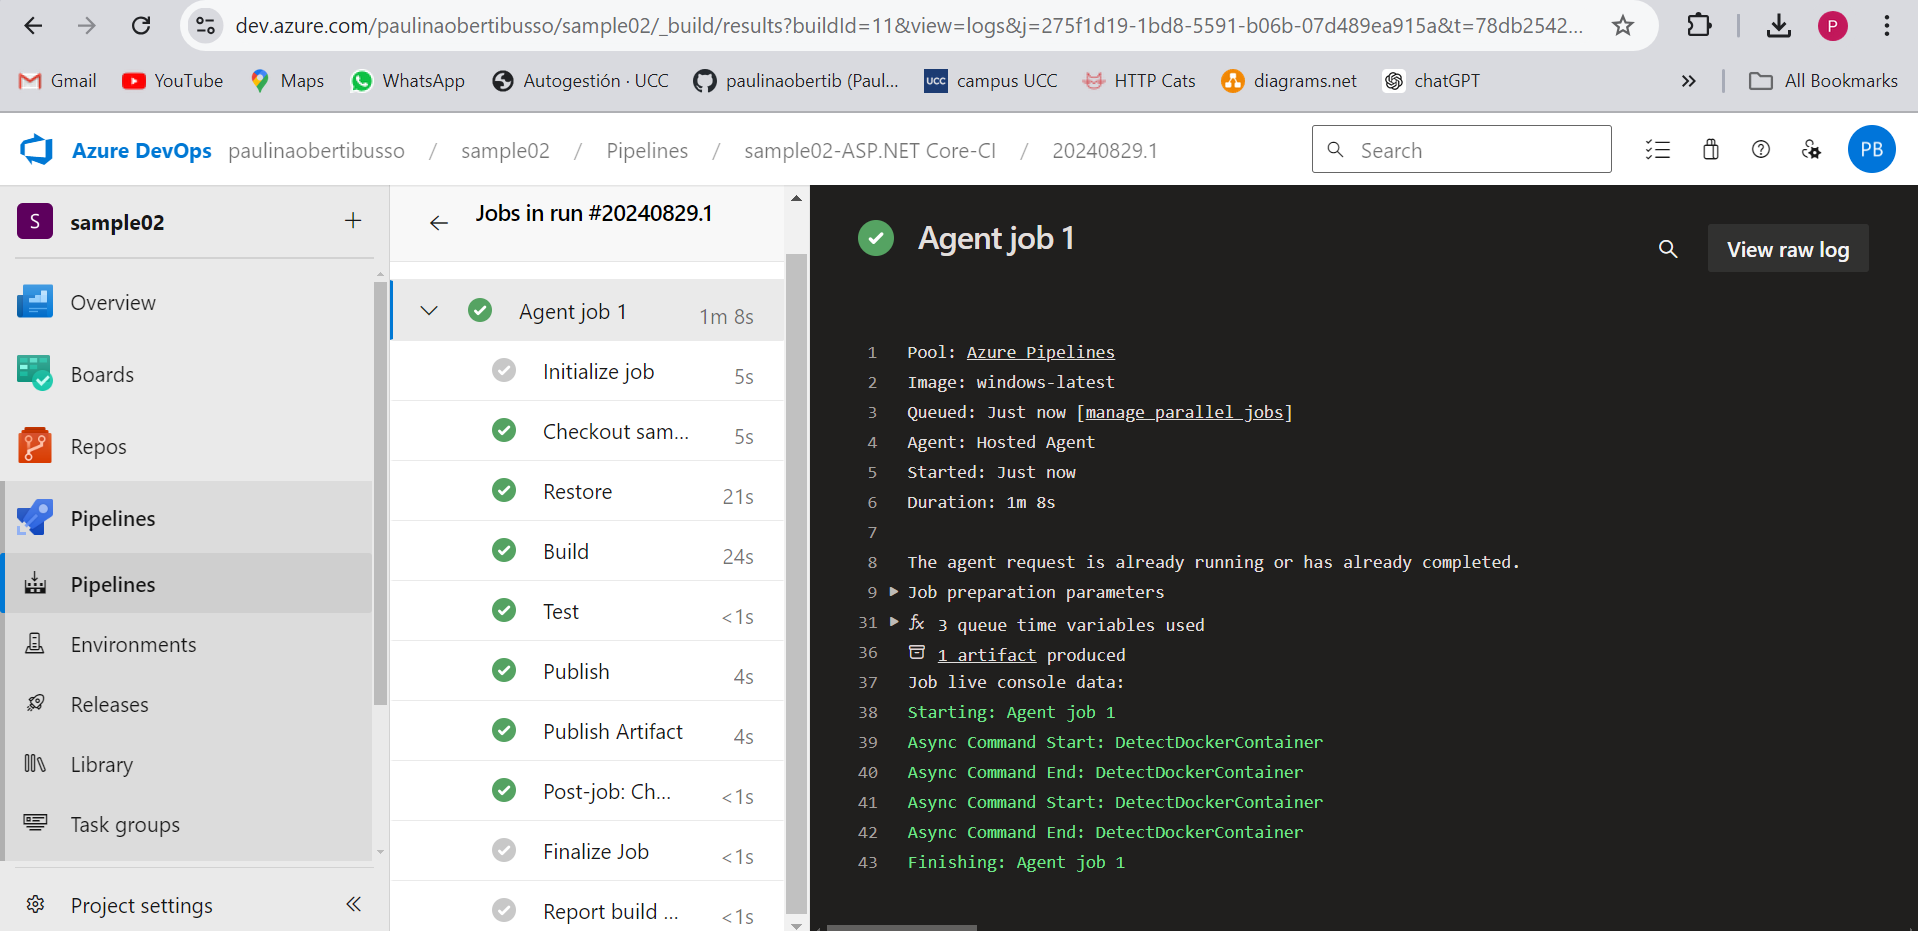 dev.azure.com/paulinaobertibusso/sample02/_build/results?buildId=11&view=logs&j=275f1d19-1bd8-5591-b06b-07d489ea915a&t=78db2542...
P
Gmail YouTube Maps WhatsApp Autogestión · UCC paulinaobertib (Paul... UCC campus UCC HTTP Cats diagrams.net chatGPT » All Bookmarks
Azure DevOps paulinaobertibusso / sample02 / Pipelines / sample02-ASP.NET Core-CI / 20240829.1 Search PB
S sample02 +
Overview
Boards
Repos
Pipelines
Pipelines
Environments
Releases
Library
Task groups
Project settings
Jobs in run #20240829.1
Agent job 1 1m 8s
Initialize job 5s
Checkout sam... 5s
Restore 21s
Build 24s
Test <1s
Publish 4s
Publish Artifact 4s
Post-job: Ch... <1s
Finalize Job <1s
Report build ... <1s
Agent job 1
View raw log
1 Pool: Azure Pipelines
2 Image: windows-latest
3 Queued: Just now [manage parallel jobs]
4 Agent: Hosted Agent
5 Started: Just now
6 Duration: 1m 8s
7
8 The agent request is already running or has already completed.
9 Job preparation parameters
31 fx 3 queue time variables used
36 1 artifact produced
37 Job live console data:
38 Starting: Agent job 1
39 Async Command Start: DetectDockerContainer
40 Async Command End: DetectDockerContainer
41 Async Command Start: DetectDockerContainer
42 Async Command End: DetectDockerContainer
43 Finishing: Agent job 1